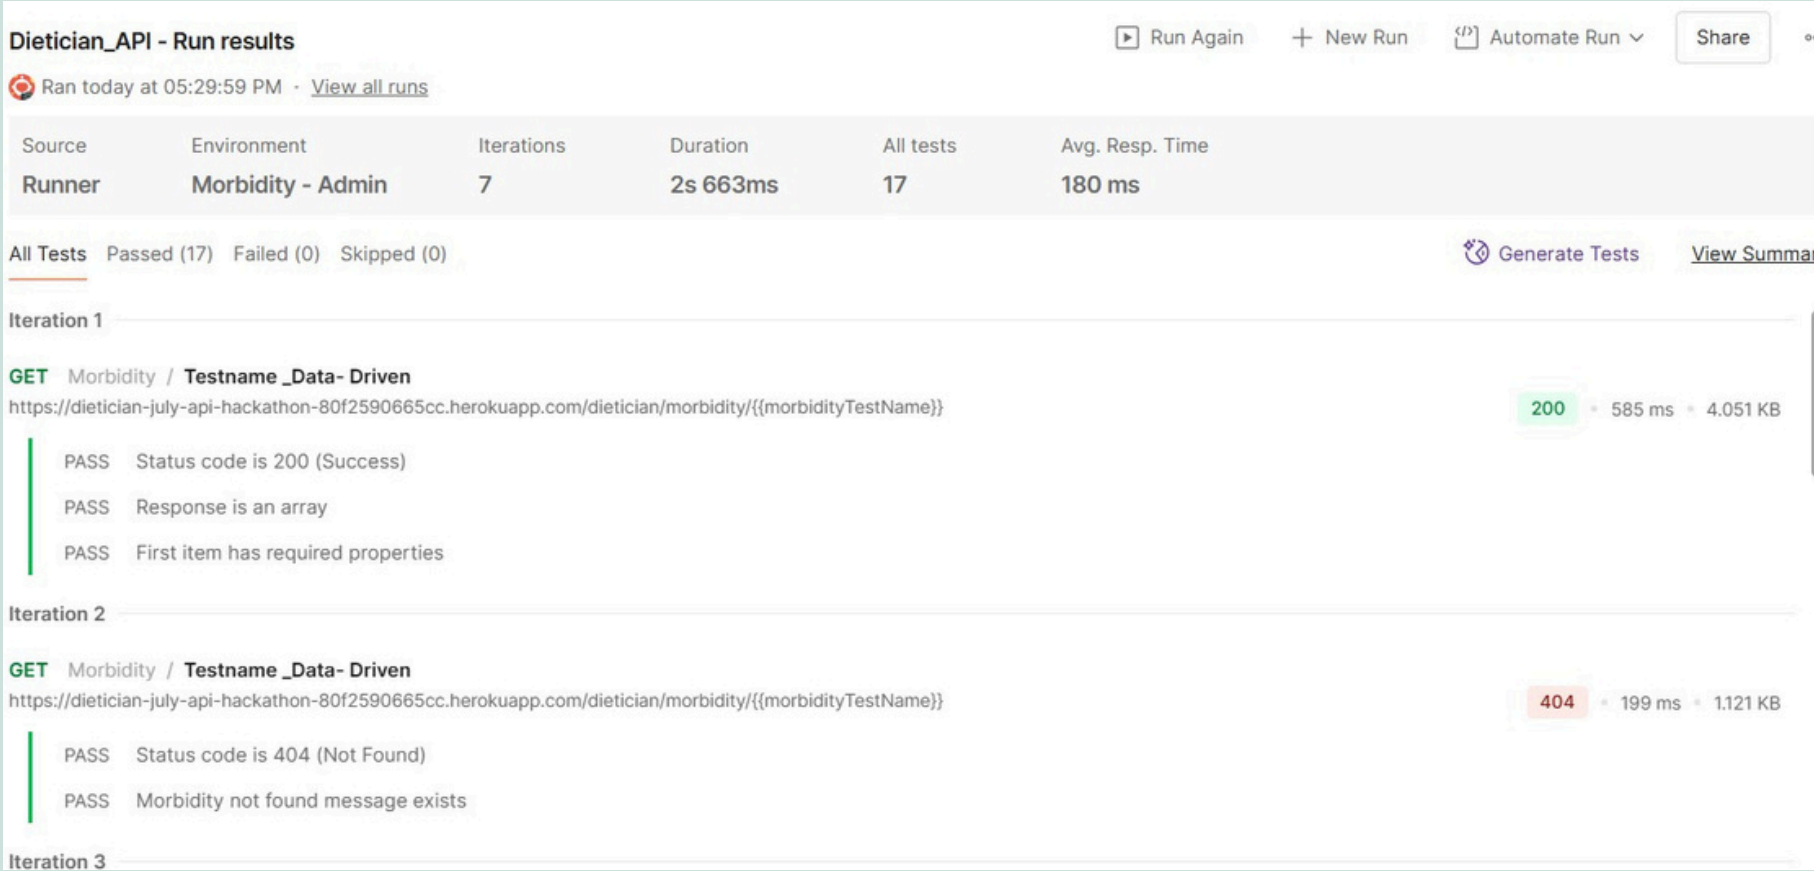 Dietician_API - Run results
Run Again
New Run
Automate Run
Share
Ran today at 05:29:59 PM · View all runs
Source Environment Iterations Duration All tests Avg. Resp. Time
Runner Morbidity - Admin 7 2s 663ms 17 180 ms
All Tests Passed (17) Failed (0) Skipped (0)
Generate Tests
View Summar
Iteration 1
GET Morbidity / Testname _Data- Driven
https://dietician-july-api-hackathon-80f2590665cc.herokuapp.com/dietician/morbidity/{{morbidityTestName}}
200 • 585 ms • 4.051 KB
PASS Status code is 200 (Success)
PASS Response is an array
PASS First item has required properties
Iteration 2
GET Morbidity / Testname _Data- Driven
https://dietician-july-api-hackathon-80f2590665cc.herokuapp.com/dietician/morbidity/{{morbidityTestName}}
404 • 199 ms • 1.121 KB
PASS Status code is 404 (Not Found)
PASS Morbidity not found message exists
Iteration 3